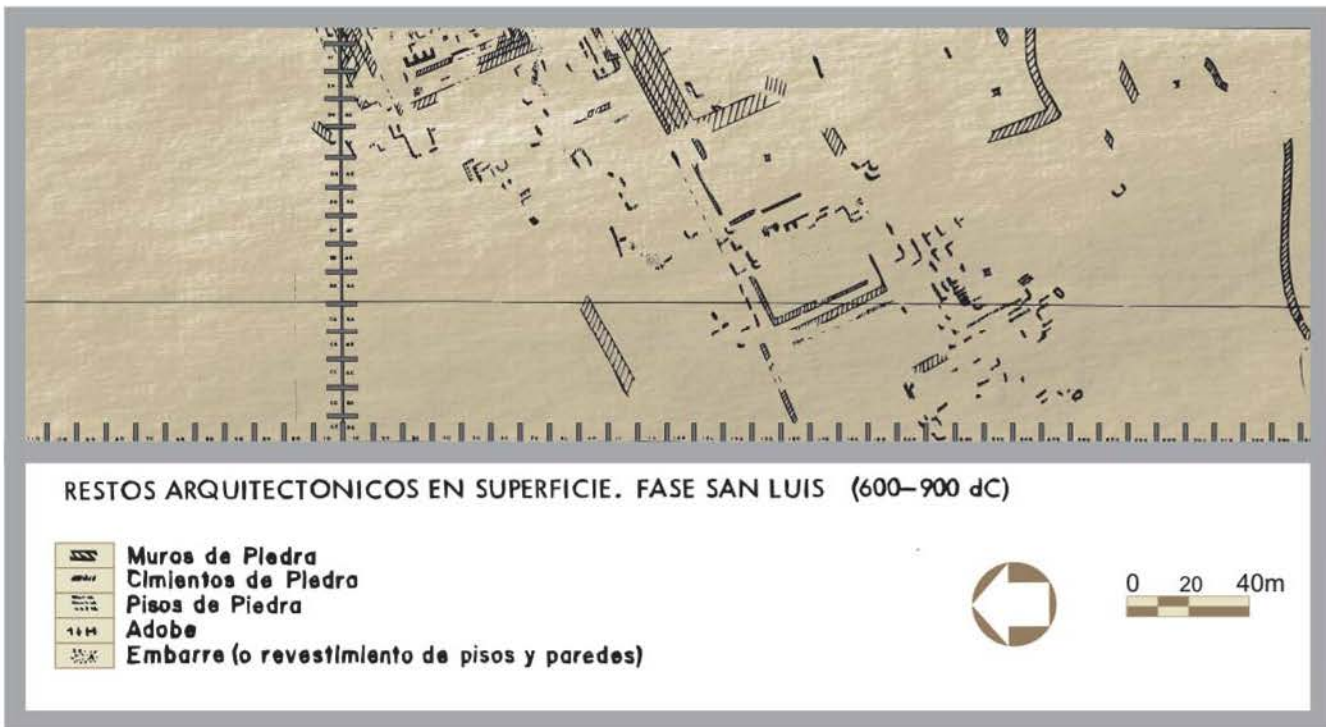 RESTOS ARQUITECTONICOS EN SUPERFICIE. FASE SAN LUIS (600–900 dC)
Muros de Piedra
Cimientos de Piedra
Pisos de Piedra
Adobe
Embarre (o revestimiento de pisos y paredes)
0 20 40m